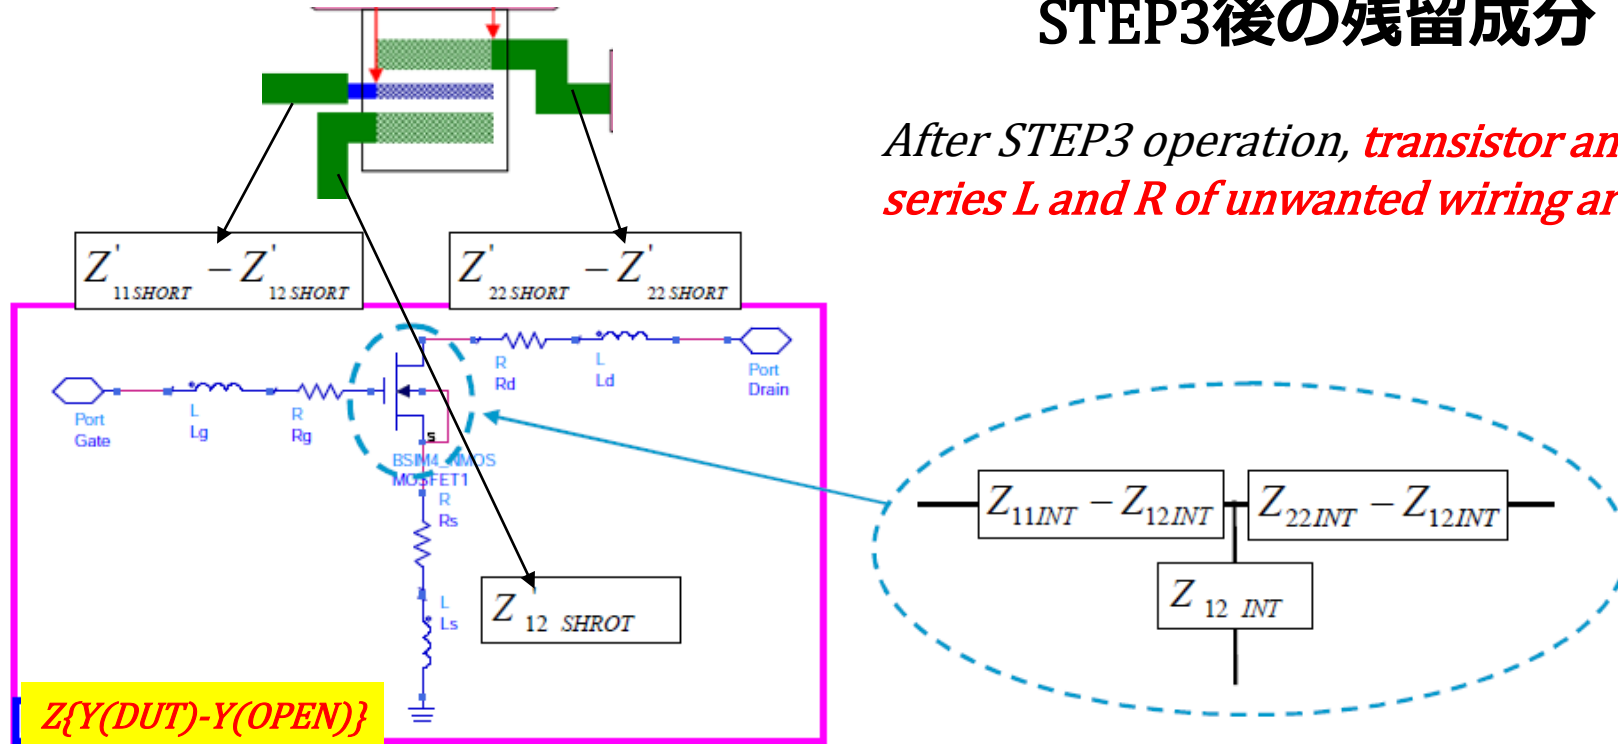 STEP3後の残留成分
After STEP3 operation, transistor an
series L and R of unwanted wiring ar
Z'11SHORT − Z'12SHORT
Z'22SHORT − Z'22SHORT
R
Rd
L
Ld
Port
Drain
Port
Gate
L
Lg
R
Rg
S
BSIM4_NMOS
MOSFET1
R
Rs
L
Ls
Z'12 SHROT
Z11INT − Z12INT
Z22INT − Z12INT
Z12 INT
Z{Y(DUT)-Y(OPEN)}